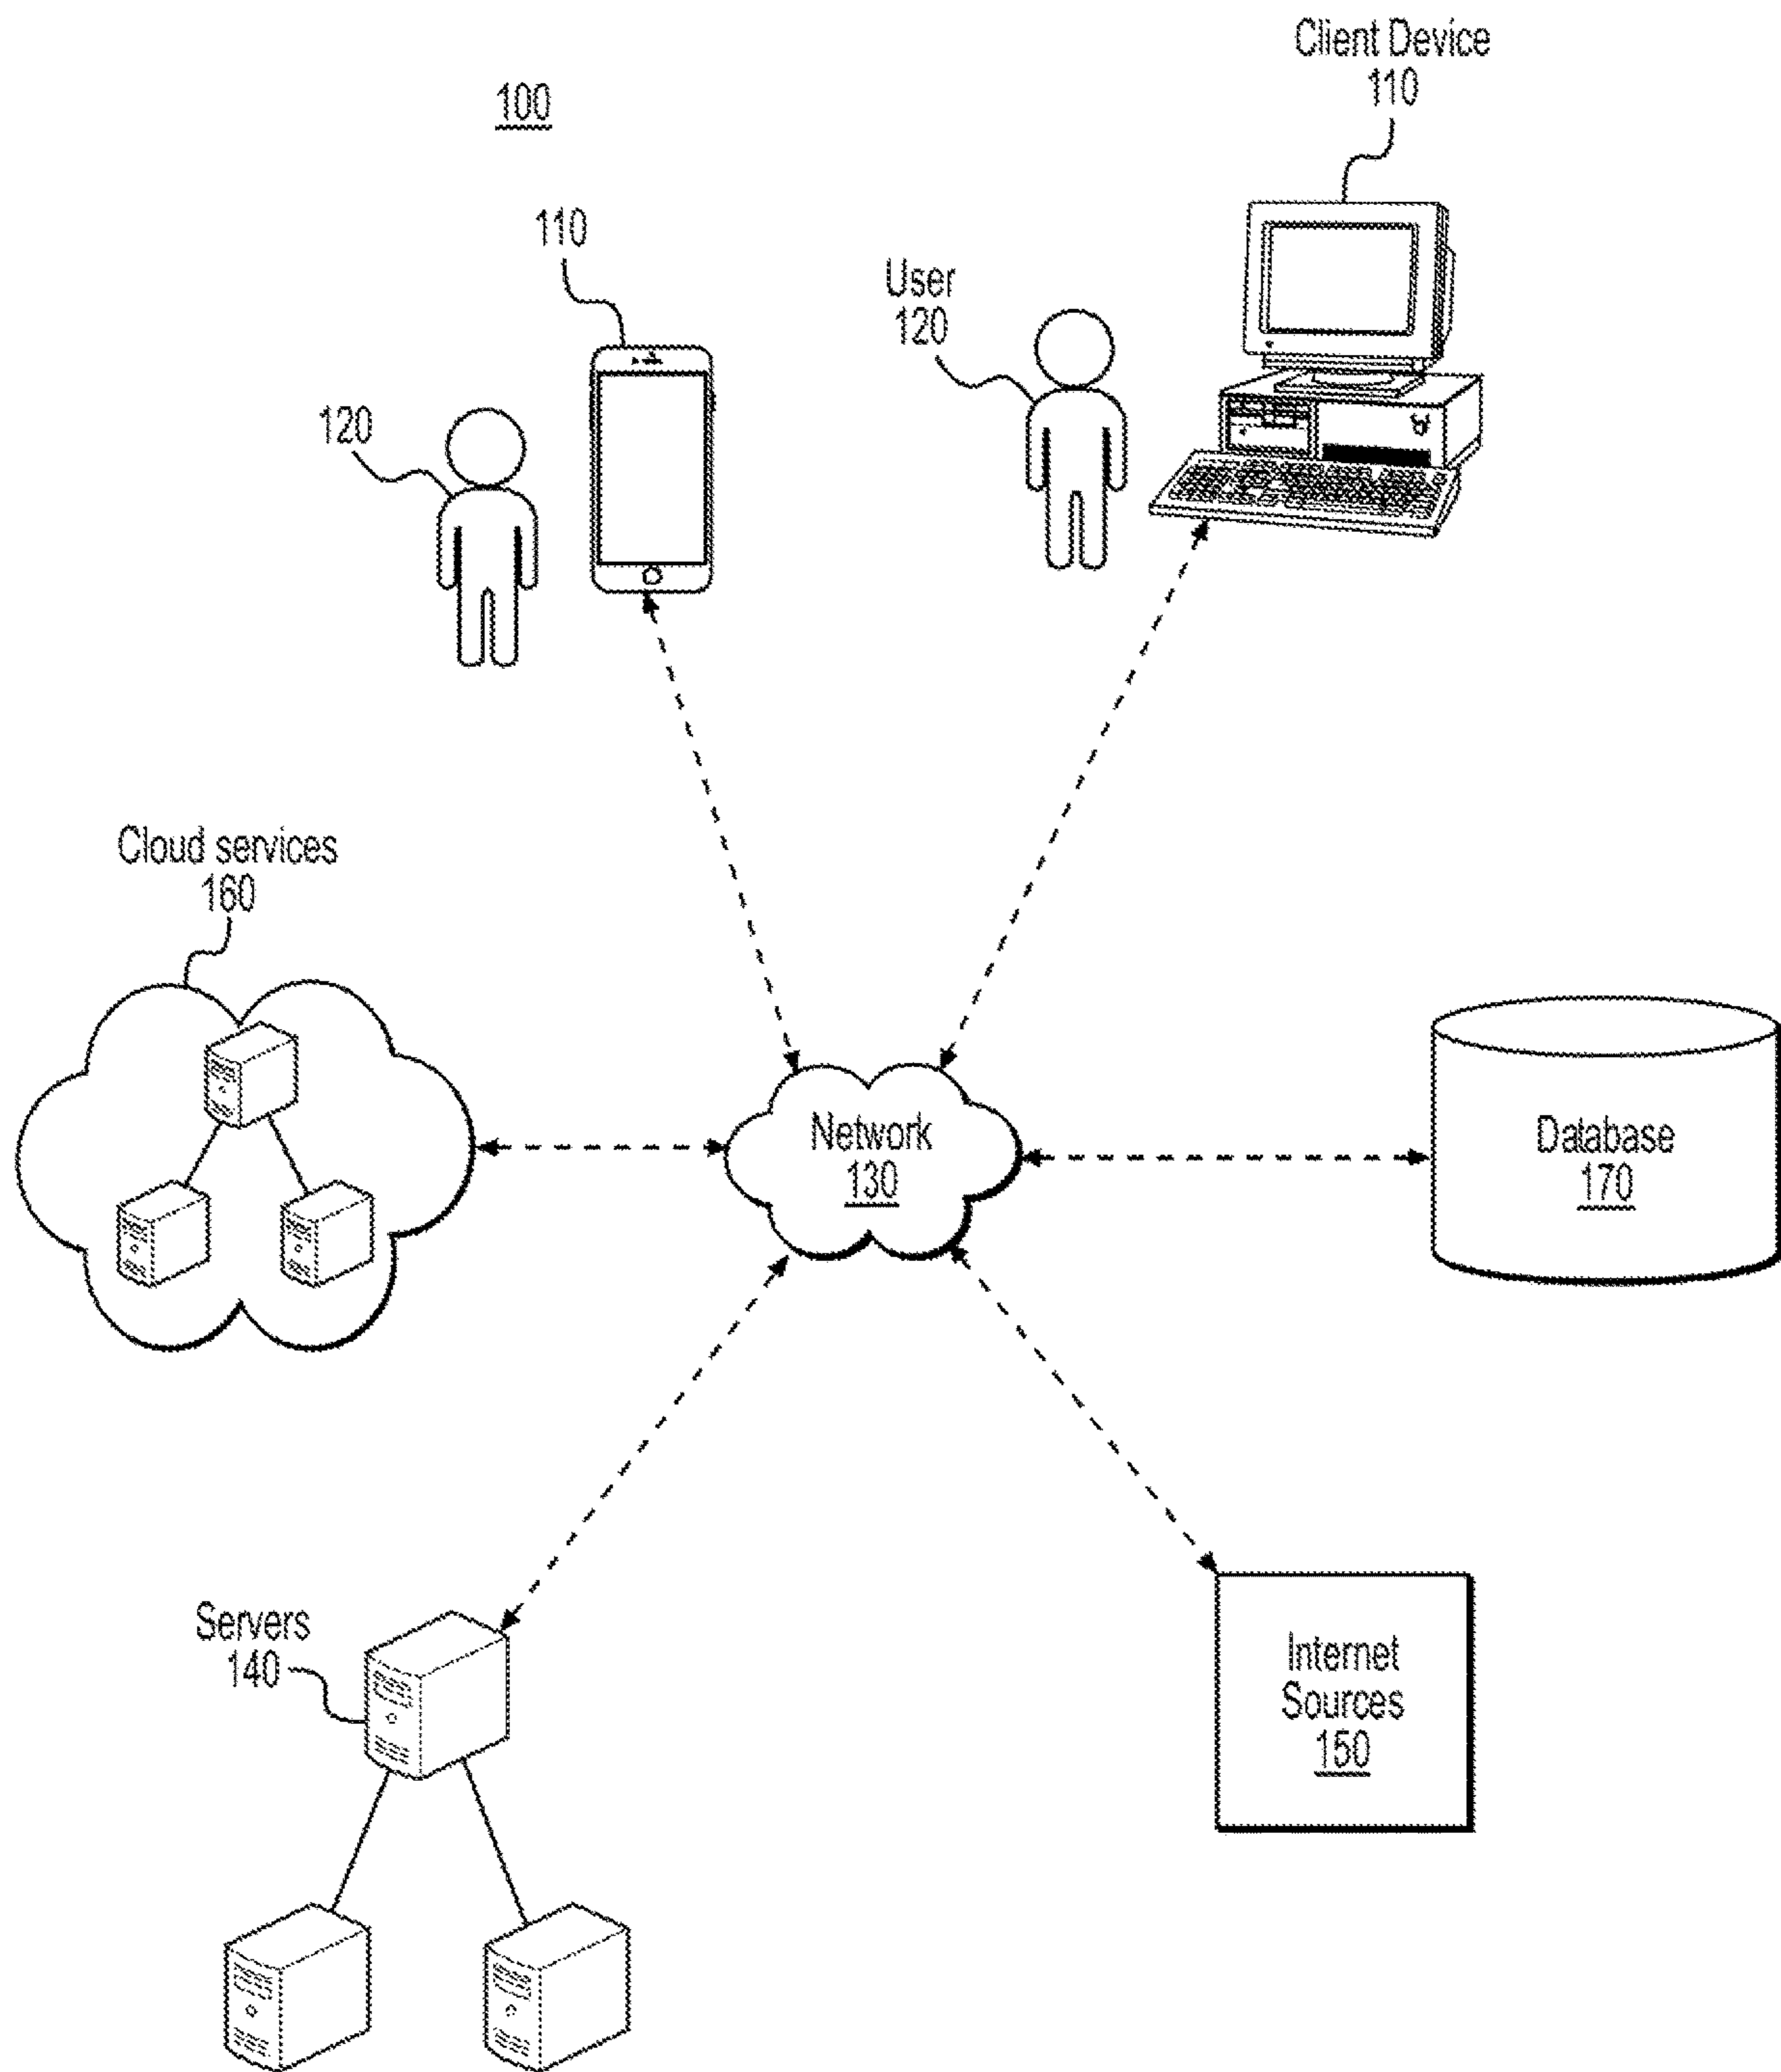 Client Device
110
100
110
User
120
120
Cloud services
160
Network
130
Database
170
Servers
140
Internet
Sources
150